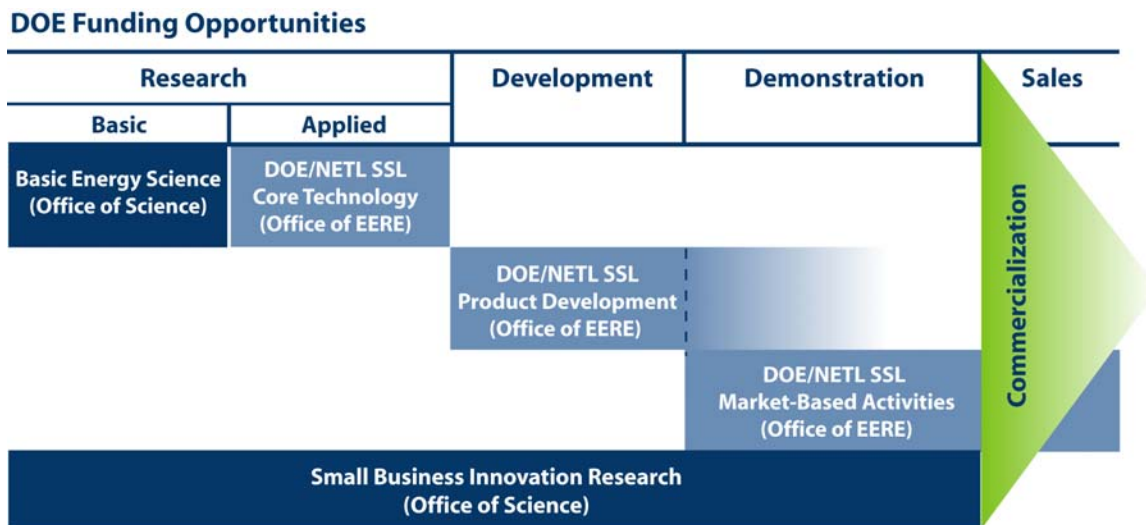 DOE Funding Opportunities
Research
Development
Demonstration
Sales
Basic
Applied
Basic Energy Science
(Office of Science)
DOE/NETL SSL
Core Technology
(Office of EERE)
DOE/NETL SSL
Product Development
(Office of EERE)
DOE/NETL SSL
Market-Based Activities
(Office of EERE)
Commercialization
Small Business Innovation Research
(Office of Science)